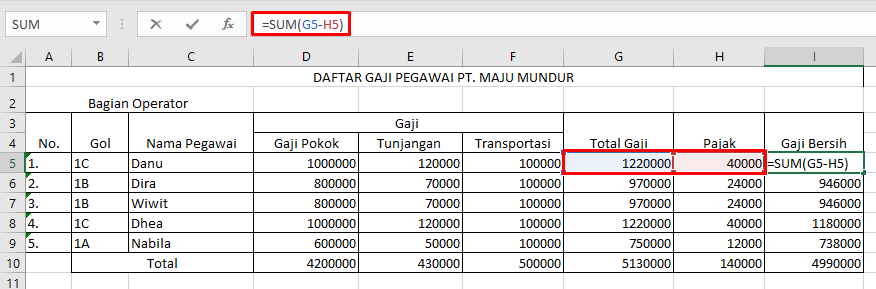 SUM =SUM(G5-H5)
A B C D E F G H I
1 DAFTAR GAJI PEGAWAI PT. MAJU MUNDUR
2 Bagian Operator
3 Gaji
4 No. Gol Nama Pegawai Gaji Pokok Tunjangan Transportasi Total Gaji Pajak Gaji Bersih
5 1. 1C Danu 1000000 120000 100000 1220000 40000 =SUM(G5-H5)
6 2. 1B Dira 800000 70000 100000 970000 24000 946000
7 3. 1B Wiwit 800000 70000 100000 970000 24000 946000
8 4. 1C Dhea 1000000 120000 100000 1220000 40000 1180000
9 5. 1A Nabila 600000 50000 100000 750000 12000 738000
10 Total 4200000 430000 500000 5130000 140000 4990000
11